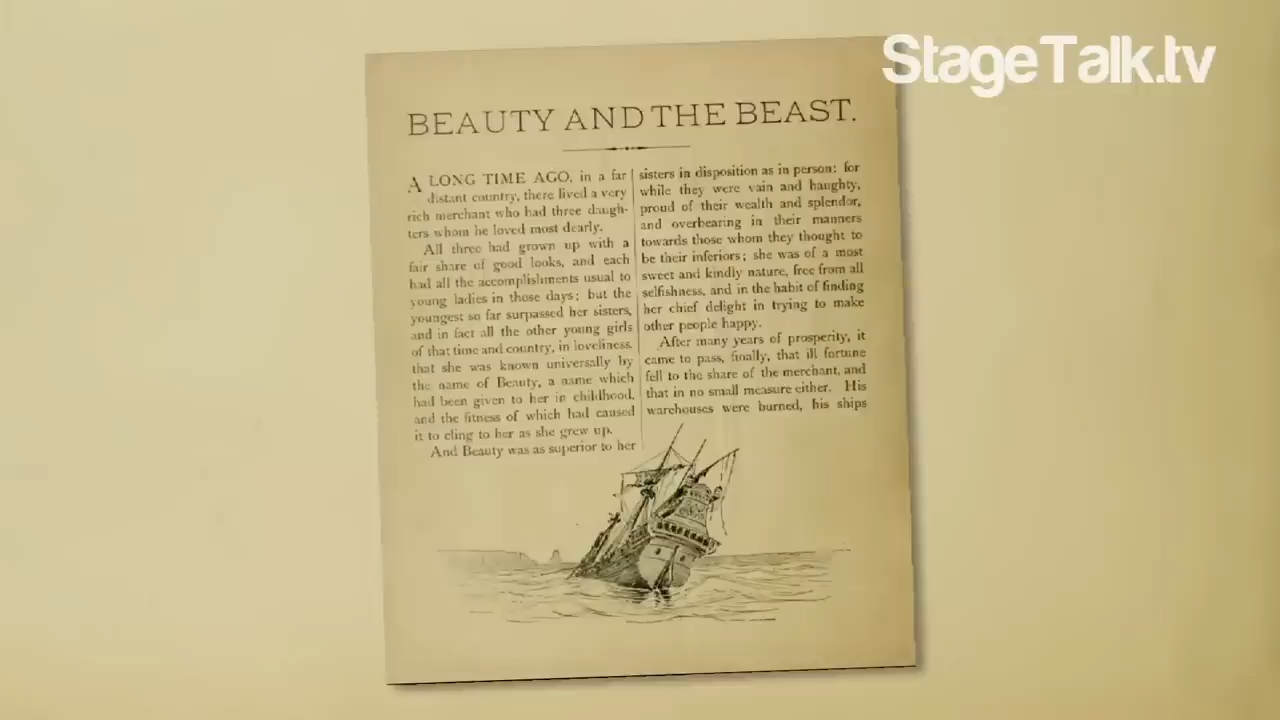 StageTalk.tv
BEAUTY AND THE BEAST.
A LONG TIME AGO, in a far
distant country, there lived a very
rich merchant who had three daugh-
ters whom he loved most dearly.
All three had grown up with a
fair share of good looks, and each
had all the accomplishments usual to
young ladies in those days; but the
youngest so far surpassed her sisters,
and in fact all the other young girls
of that time and country, in loveliness,
that she was known universally by
the name of Beauty, a name which
had been given to her in childhood,
and the fitness of which had caused
it to cling to her as she grew up.
And Beauty was as superior to her
sisters in disposition as in person: for
while they were vain and haughty,
proud of their wealth and splendor,
and overbearing in their manners
towards those whom they thought to
be their inferiors; she was of a most
sweet and kindly nature, free from all
selfishness, and in the habit of finding
her chief delight in trying to make
other people happy.
After many years of prosperity, it
came to pass, finally, that ill fortune
fell to the share of the merchant, and
that in no small measure either. His
warehouses were burned, his ships